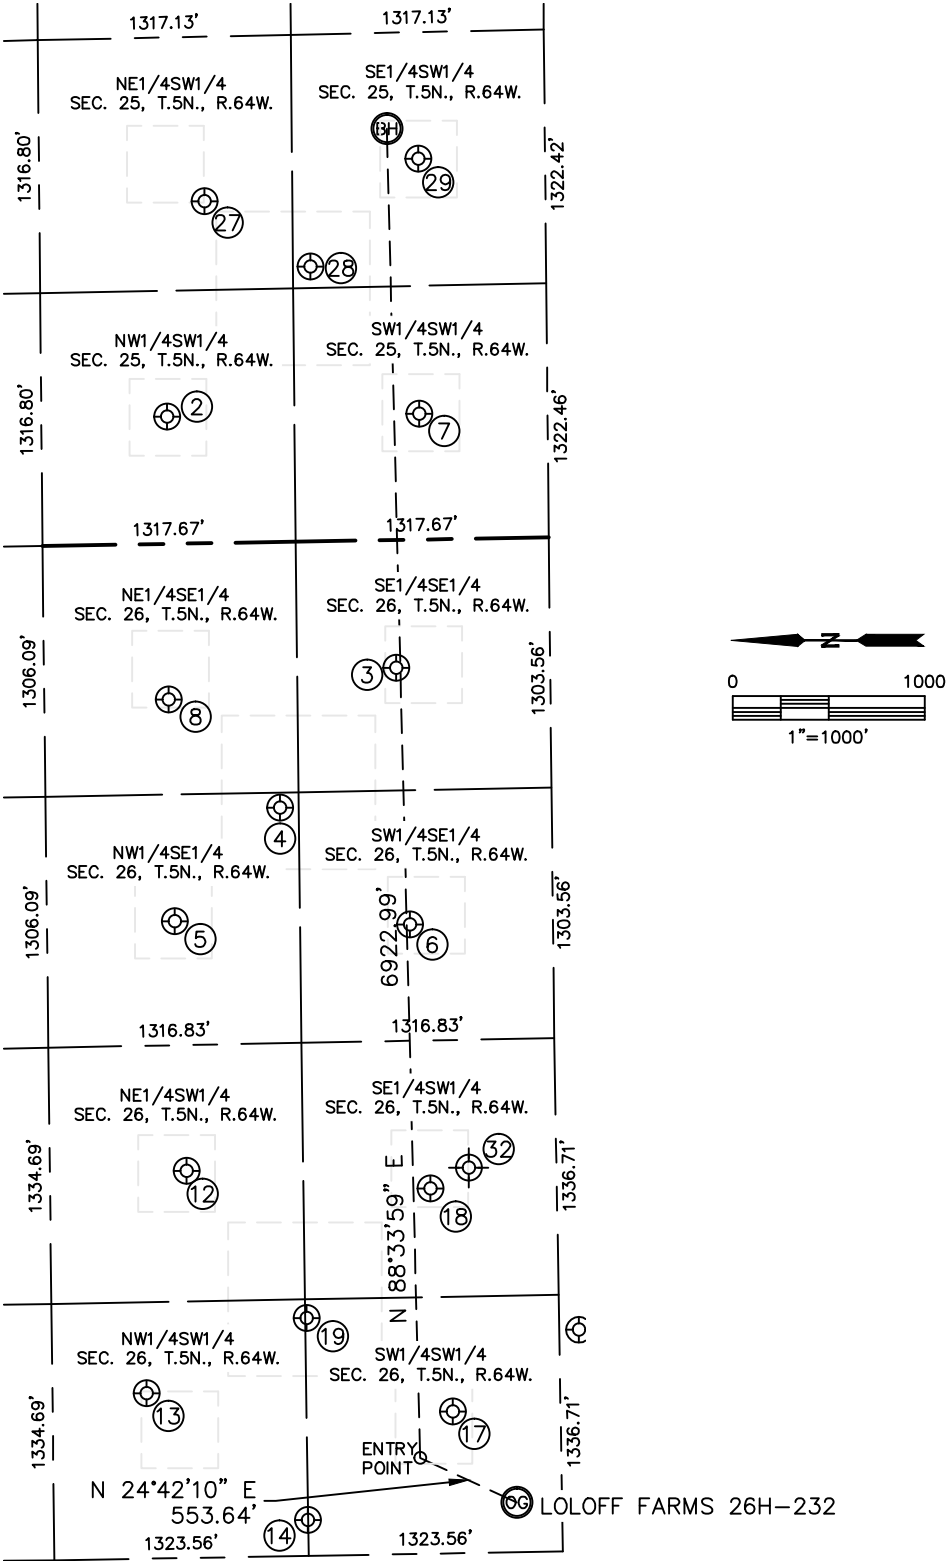 1317.13'
1317.13'
NE1/4SW1/4
SEC. 25, T.5N., R.64W.
SE1/4SW1/4
SEC. 25, T.5N., R.64W.
1316.80'
BH
29
1322.42'
27
28
NW1/4SW1/4
SEC. 25, T.5N., R.64W.
SW1/4SW1/4
SEC. 25, T.5N., R.64W.
1316.80'
2
7
1322.46'
1317.67'
1317.67'
NE1/4SE1/4
SEC. 26, T.5N., R.64W.
SE1/4SE1/4
SEC. 26, T.5N., R.64W.
1306.09'
3
8
1303.56'
N
0
1000
1"=1000'
4
NW1/4SE1/4
SEC. 26, T.5N., R.64W.
SW1/4SE1/4
SEC. 26, T.5N., R.64W.
1306.09'
5
6922.99'
6
1303.56'
1316.83'
1316.83'
NE1/4SW1/4
SEC. 26, T.5N., R.64W.
SE1/4SW1/4
SEC. 26, T.5N., R.64W.
1334.69'
12
32
18
1336.71'
N 88°33'59" E
19
NW1/4SW1/4
SEC. 26, T.5N., R.64W.
SW1/4SW1/4
SEC. 26, T.5N., R.64W.
1334.69'
13
17
1336.71'
ENTRY
POINT
N 24°42'10" E
553.64'
14
OG
LOLOFF FARMS 26H-232
1323.56'
1323.56'